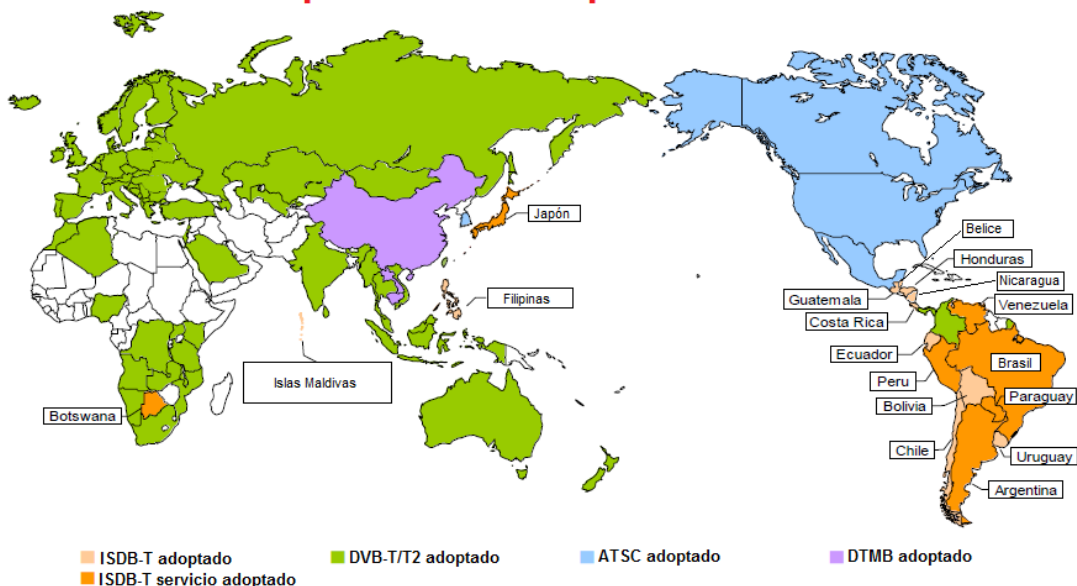 Japón
Belice
Honduras
Filipinas
Nicaragua
Guatemala
Venezuela
Costa Rica
Ecuador
Brasil
Islas Maldivas
Peru
Paraguay
Bolivia
Botswana
Chile
Uruguay
Argentina
ISDB-T adoptado
DVB-T/T2 adoptado
ATSC adoptado
DTMB adoptado
ISDB-T servicio adoptado